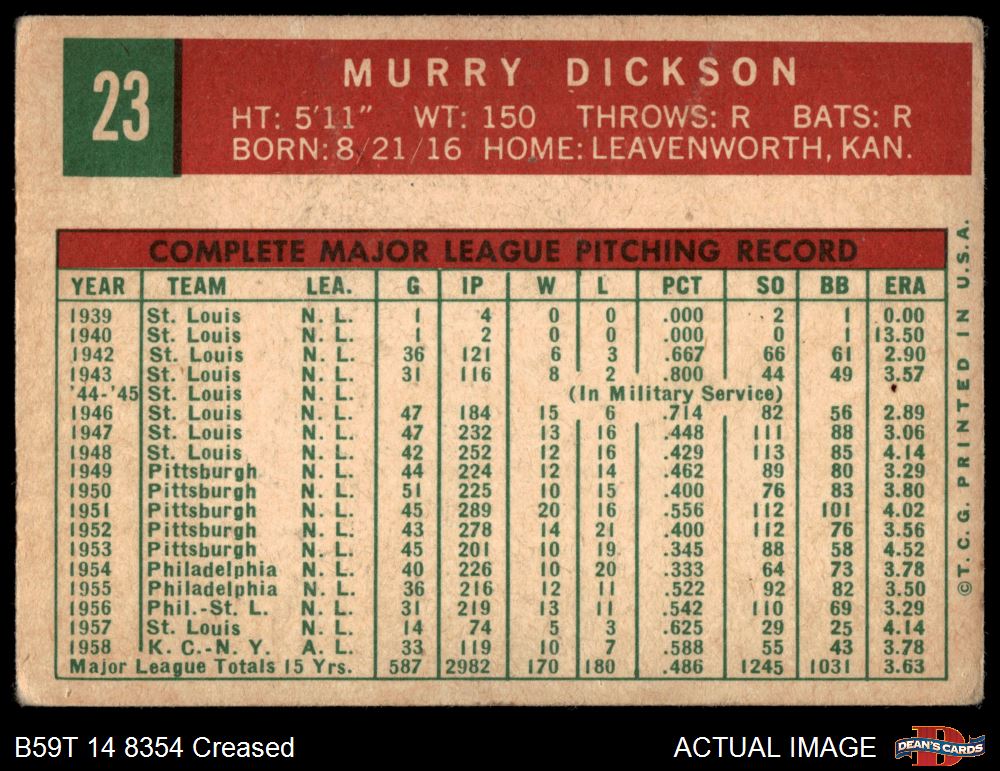 23
MURRY DICKSON
HT: 5'11" WT: 150 THROWS: R BATS: R
BORN: 8/21/16 HOME: LEAVENWORTH, KAN.
COMPLETE MAJOR LEAGUE PITCHING RECORD
YEAR TEAM LEA. G IP W L PCT SO BB ERA
1939 St. Louis N. L. 1 4 0 0 .000 2 1 0.00
1940 St. Louis N. L. 1 2 0 0 .000 0 1 13.50
1942 St. Louis N. L. 36 121 6 3 .667 66 61 2.90
1943 St. Louis N. L. 31 116 8 2 .800 44 49 3.57
'44-'45 St. Louis N. L. (In Military Service)
1946 St. Louis N. L. 47 184 15 6 .714 82 56 2.89
1947 St. Louis N. L. 47 232 13 16 .448 111 88 3.06
1948 St. Louis N. L. 42 252 12 16 .429 113 85 4.14
1949 Pittsburgh N. L. 44 224 12 14 .462 89 80 3.29
1950 Pittsburgh N. L. 51 225 10 15 .400 76 83 3.80
1951 Pittsburgh N. L. 45 289 20 16 .556 112 101 4.02
1952 Pittsburgh N. L. 43 278 14 21 .400 112 76 3.56
1953 Pittsburgh N. L. 45 201 10 19 .345 88 58 4.52
1954 Philadelphia N. L. 40 226 10 20 .333 64 73 3.78
1955 Philadelphia N. L. 36 216 12 11 .522 92 82 3.50
1956 Phil.-St. L. N. L. 31 219 13 11 .542 110 69 3.29
1957 St. Louis N. L. 14 74 5 3 .625 29 25 4.14
1958 K. C.-N. Y. A. L. 33 119 10 7 .588 55 43 3.78
Major League Totals 15 Yrs. 587 2982 170 180 .486 1245 1031 3.63
©T. C. G. PRINTED IN U.S.A.
B59T 14 8354 Creased
ACTUAL IMAGE
D
DEAN'S CARDS